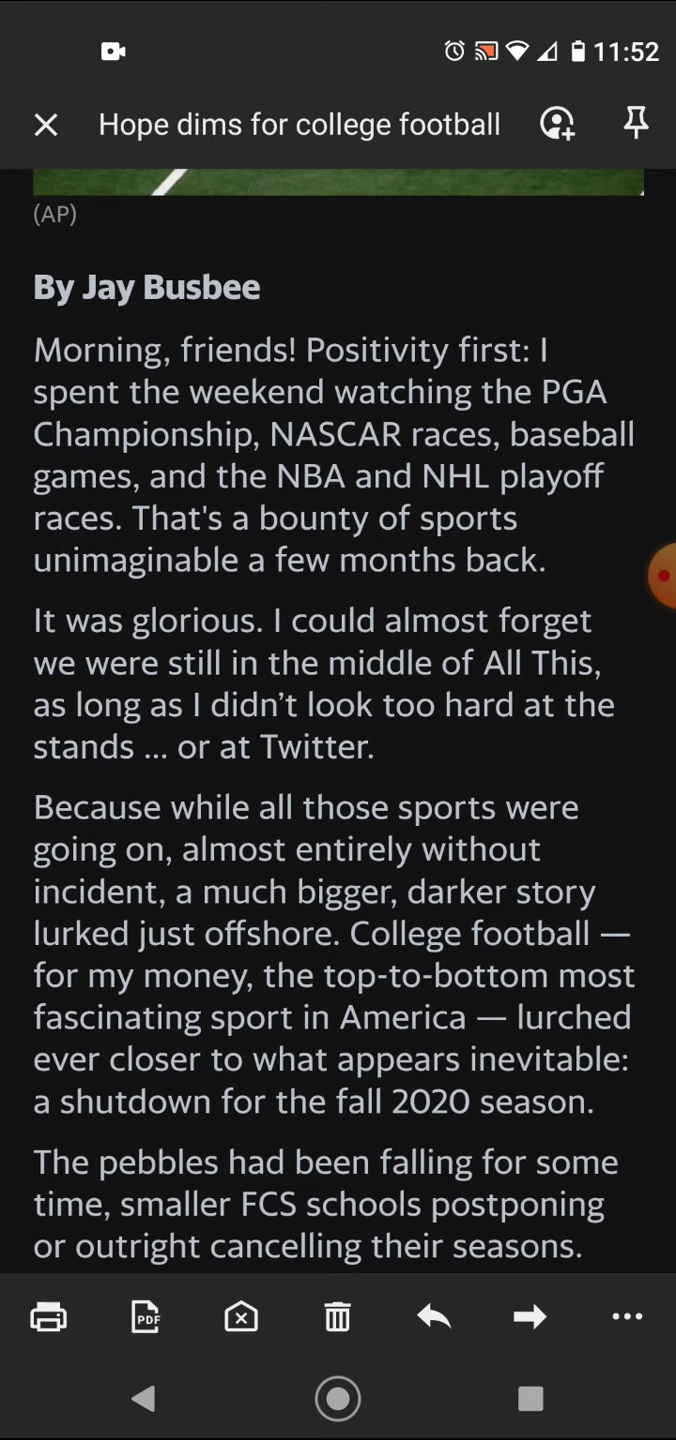 11:52
Hope dims for college football
(AP)
By Jay Busbee
Morning, friends! Positivity first: I
spent the weekend watching the PGA
Championship, NASCAR races, baseball
games, and the NBA and NHL playoff
races. That's a bounty of sports
unimaginable a few months back.
It was glorious. I could almost forget
we were still in the middle of All This,
as long as I didn’t look too hard at the
stands ... or at Twitter.
Because while all those sports were
going on, almost entirely without
incident, a much bigger, darker story
lurked just offshore. College football —
for my money, the top-to-bottom most
fascinating sport in America — lurched
ever closer to what appears inevitable:
a shutdown for the fall 2020 season.
The pebbles had been falling for some
time, smaller FCS schools postponing
or outright cancelling their seasons.
PDF